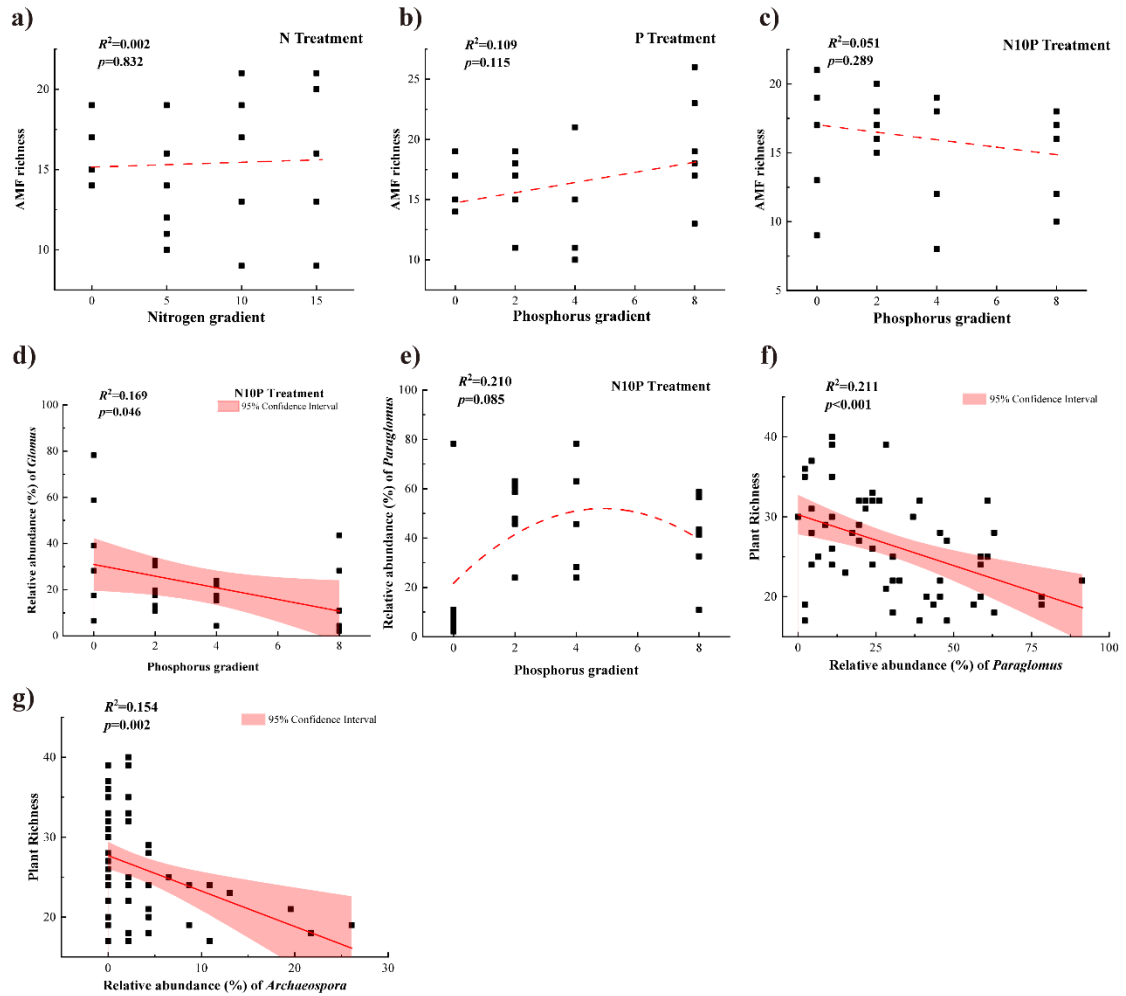 a)
R²=0.002
p=0.832
N Treatment
AMF richness
20
15
10
0 5 10 15
Nitrogen gradient
b)
R²=0.109
p=0.115
P Treatment
AMF richness
25
20
15
10
0 2 4 8
Phosphorus gradient
c)
R²=0.051
p=0.289
N10P Treatment
AMF richness
20
15
10
5
0 2 4 8
Phosphorus gradient
d)
R²=0.169
p=0.046
N10P Treatment
95% Confidence Interval
Relative abundance (%) of Glomus
100
80
60
40
20
0
0 2 4 8
Phosphorus gradient
e)
R²=0.210
p=0.085
N10P Treatment
Relative abundance (%) of Paraglomus
100
80
60
40
20
0
0 2 4 8
Phosphorus gradient
f)
R²=0.211
p<0.001
95% Confidence Interval
Plant Richness
40
30
20
0 25 50 75 100
Relative abundance (%) of Paraglomus
g)
R²=0.154
p=0.002
95% Confidence Interval
Plant Richness
40
30
20
0 10 20 30
Relative abundance (%) of Archaeospora